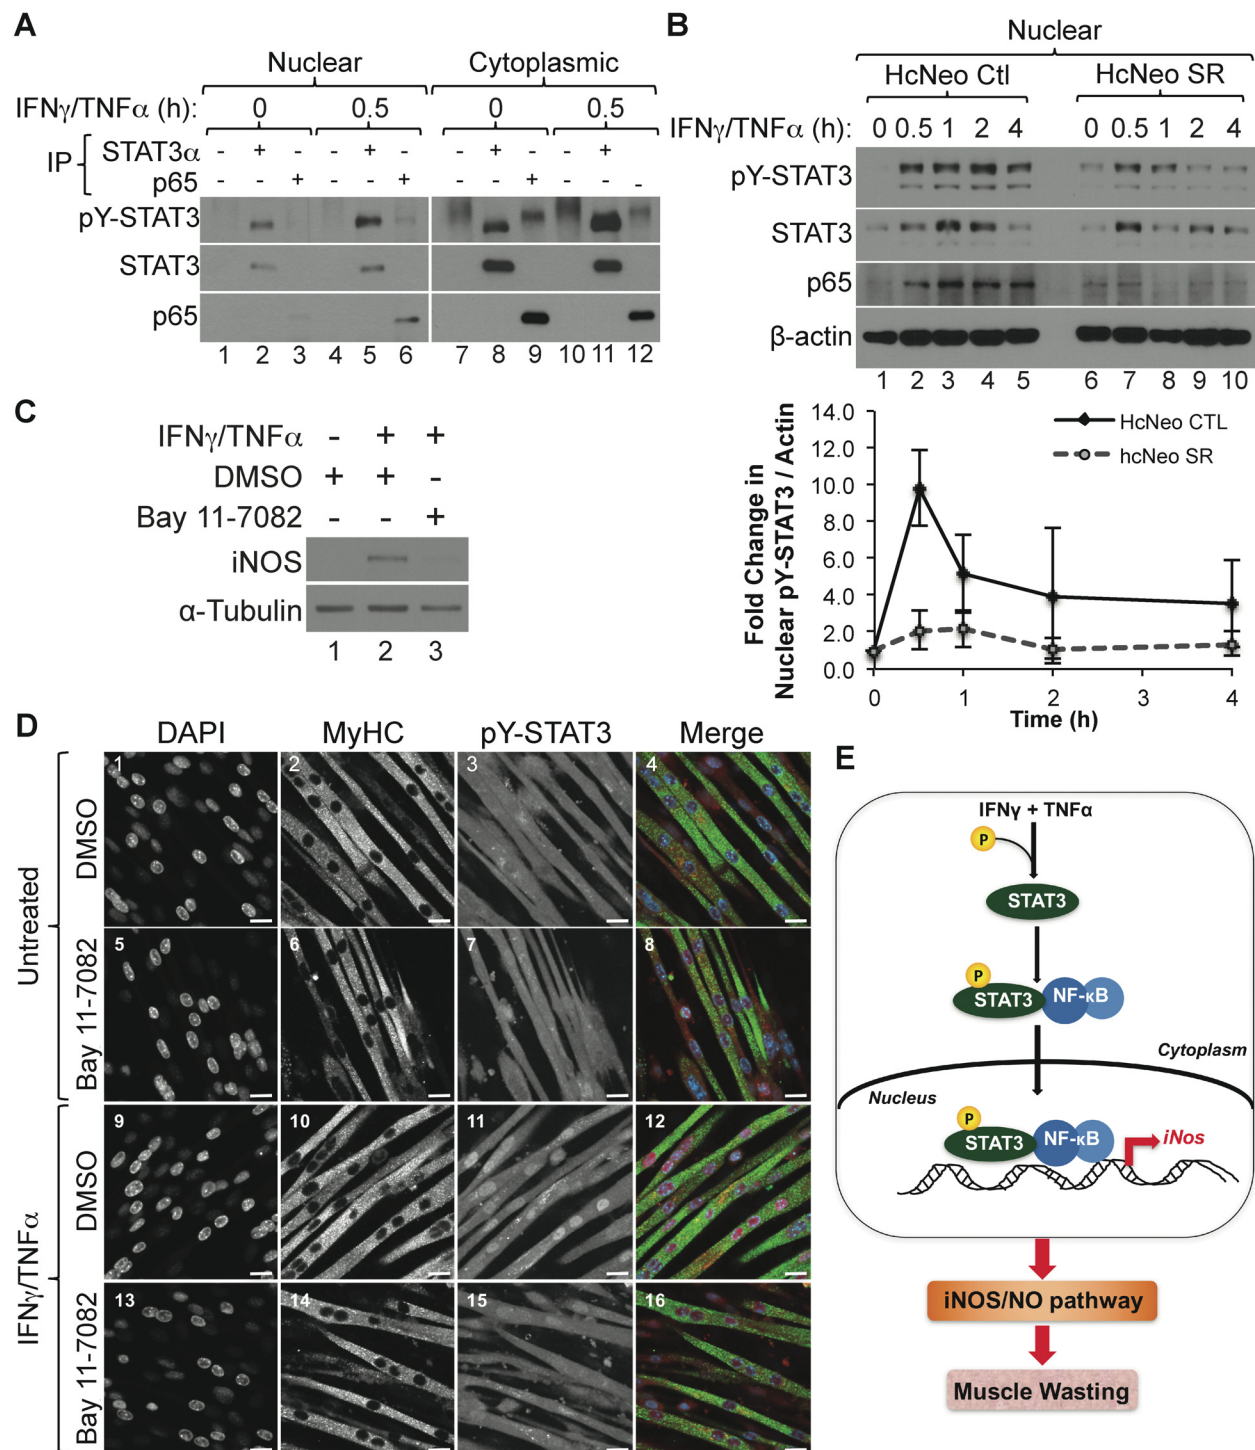 A
Nuclear Cytoplasmic
IFNγ/TNFα (h): 0 0.5 0 0.5
IP
STAT3α - + - - + - - + - - + -
p65 - - + - - + - - + - - -
pY-STAT3
STAT3
p65
1 2 3 4 5 6 7 8 9 10 11 12
B
Nuclear
HcNeo Ctl HcNeo SR
IFNγ/TNFα (h): 0 0.5 1 2 4 0 0.5 1 2 4
pY-STAT3
STAT3
p65
β-actin
1 2 3 4 5 6 7 8 9 10
14.0
12.0
10.0
8.0
6.0
4.0
2.0
0.0
Fold Change in
Nuclear pY-STAT3 / Actin
HcNeo CTL
hcNeo SR
0 1 2 3 4
Time (h)
C
IFNγ/TNFα - + +
DMSO + + -
Bay 11-7082 - - +
iNOS
α-Tubulin
1 2 3
D
DAPI MyHC pY-STAT3 Merge
Untreated
DMSO
1 2 3 4
Bay 11-7082
5 6 7 8
IFNγ/TNFα
DMSO
9 10 11 12
Bay 11-7082
13 14 15 16
E
IFNγ + TNFα
P
STAT3
P
STAT3 NF-κB
Cytoplasm
Nucleus
P
STAT3 NF-κB
iNos
iNOS/NO pathway
Muscle Wasting